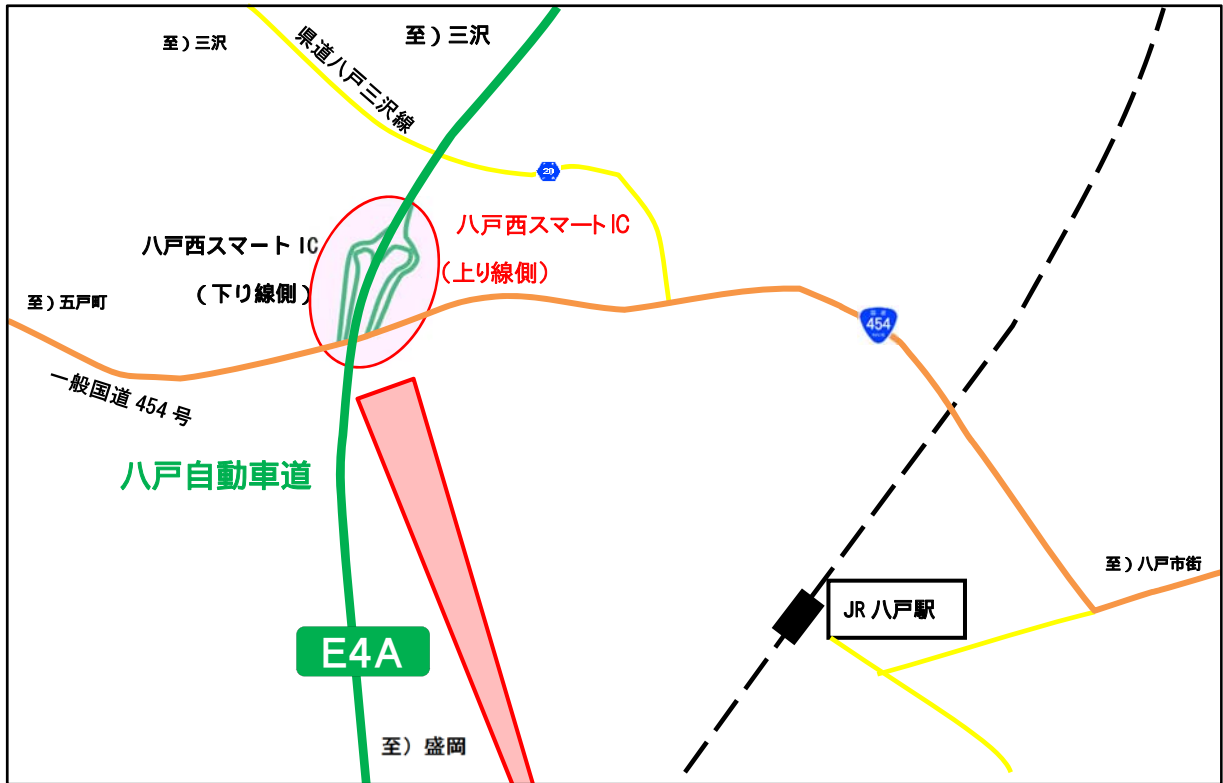 至)三沢
至)三沢
県道八戸三沢線
20
八戸西スマートIC
(上り線側)
八戸西スマート IC
(下り線側)
至)五戸町
454
一般国道 454 号
八戸自動車道
至)八戸市街
JR 八戸駅
E4A
至)盛岡